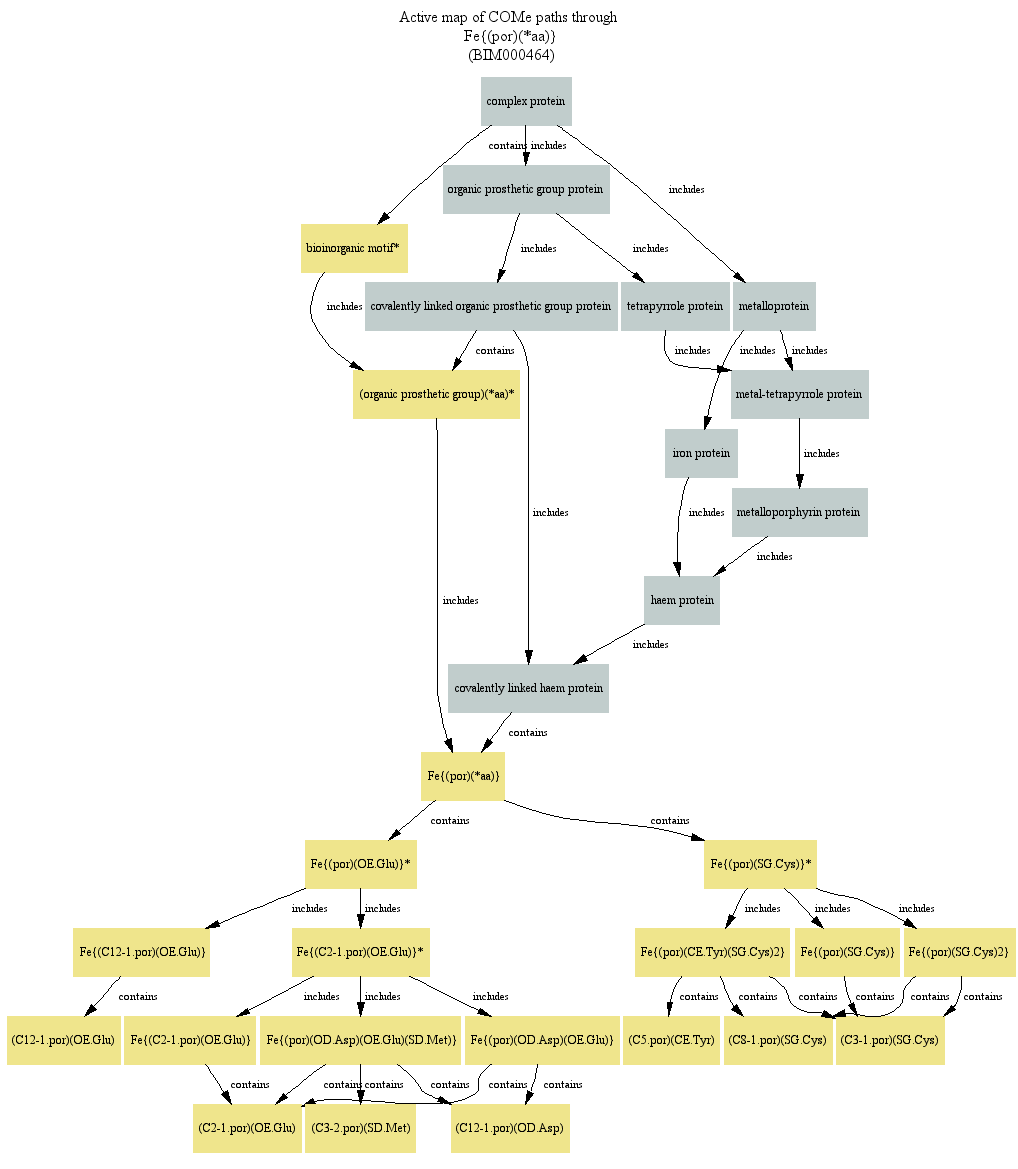 Active map of COMe paths through
Fe{(por)(*aa)}
(BIM000464)
complex protein
contains
includes
includes
organic prosthetic group protein
bioinorganic motif*
includes
includes
includes
covalently linked organic prosthetic group protein
tetrapyrrole protein
metalloprotein
contains
includes
includes
includes
(organic prosthetic group)(*aa)*
metal-tetrapyrrole protein
iron protein
includes
metalloporphyrin protein
includes
includes
includes
haem protein
includes
includes
covalently linked haem protein
contains
Fe{(por)(*aa)}
contains
contains
Fe{(por)(OE.Glu)}*
Fe{(por)(SG.Cys)}*
includes
includes
includes
includes
includes
Fe{(C12-1.por)(OE.Glu)}
Fe{(C2-1.por)(OE.Glu)}*
Fe{(por)(CE.Tyr)(SG.Cys)2}
Fe{(por)(SG.Cys)}
Fe{(por)(SG.Cys)2}
contains
includes
includes
includes
contains
contains
contains
contains
contains
(C12-1.por)(OE.Glu)
Fe{(C2-1.por)(OE.Glu)}
Fe{(por)(OD.Asp)(OE.Glu)(SD.Met)}
Fe{(por)(OD.Asp)(OE.Glu)}
(C5.por)(CE.Tyr)
(C8-1.por)(SG.Cys)
(C3-1.por)(SG.Cys)
contains
contains
contains
contains
contains
contains
(C2-1.por)(OE.Glu)
(C3-2.por)(SD.Met)
(C12-1.por)(OD.Asp)